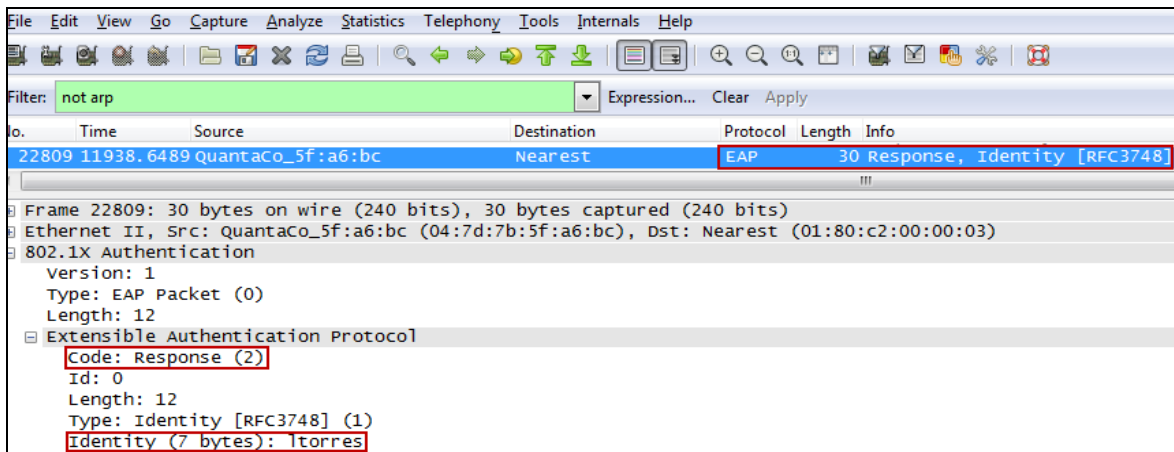 File Edit View Go Capture Analyze Statistics Telephony Tools Internals Help
Filter: not arp Expression... Clear Apply
No. Time Source Destination Protocol Length Info
22809 11938.6489 QuantaCo_5f:a6:bc Nearest EAP 30 Response, Identity [RFC3748]
Frame 22809: 30 bytes on wire (240 bits), 30 bytes captured (240 bits)
Ethernet II, Src: QuantaCo_5f:a6:bc (04:7d:7b:5f:a6:bc), Dst: Nearest (01:80:c2:00:00:03)
802.1X Authentication
Version: 1
Type: EAP Packet (0)
Length: 12
Extensible Authentication Protocol
Code: Response (2)
Id: 0
Length: 12
Type: Identity [RFC3748] (1)
Identity (7 bytes): ltorres